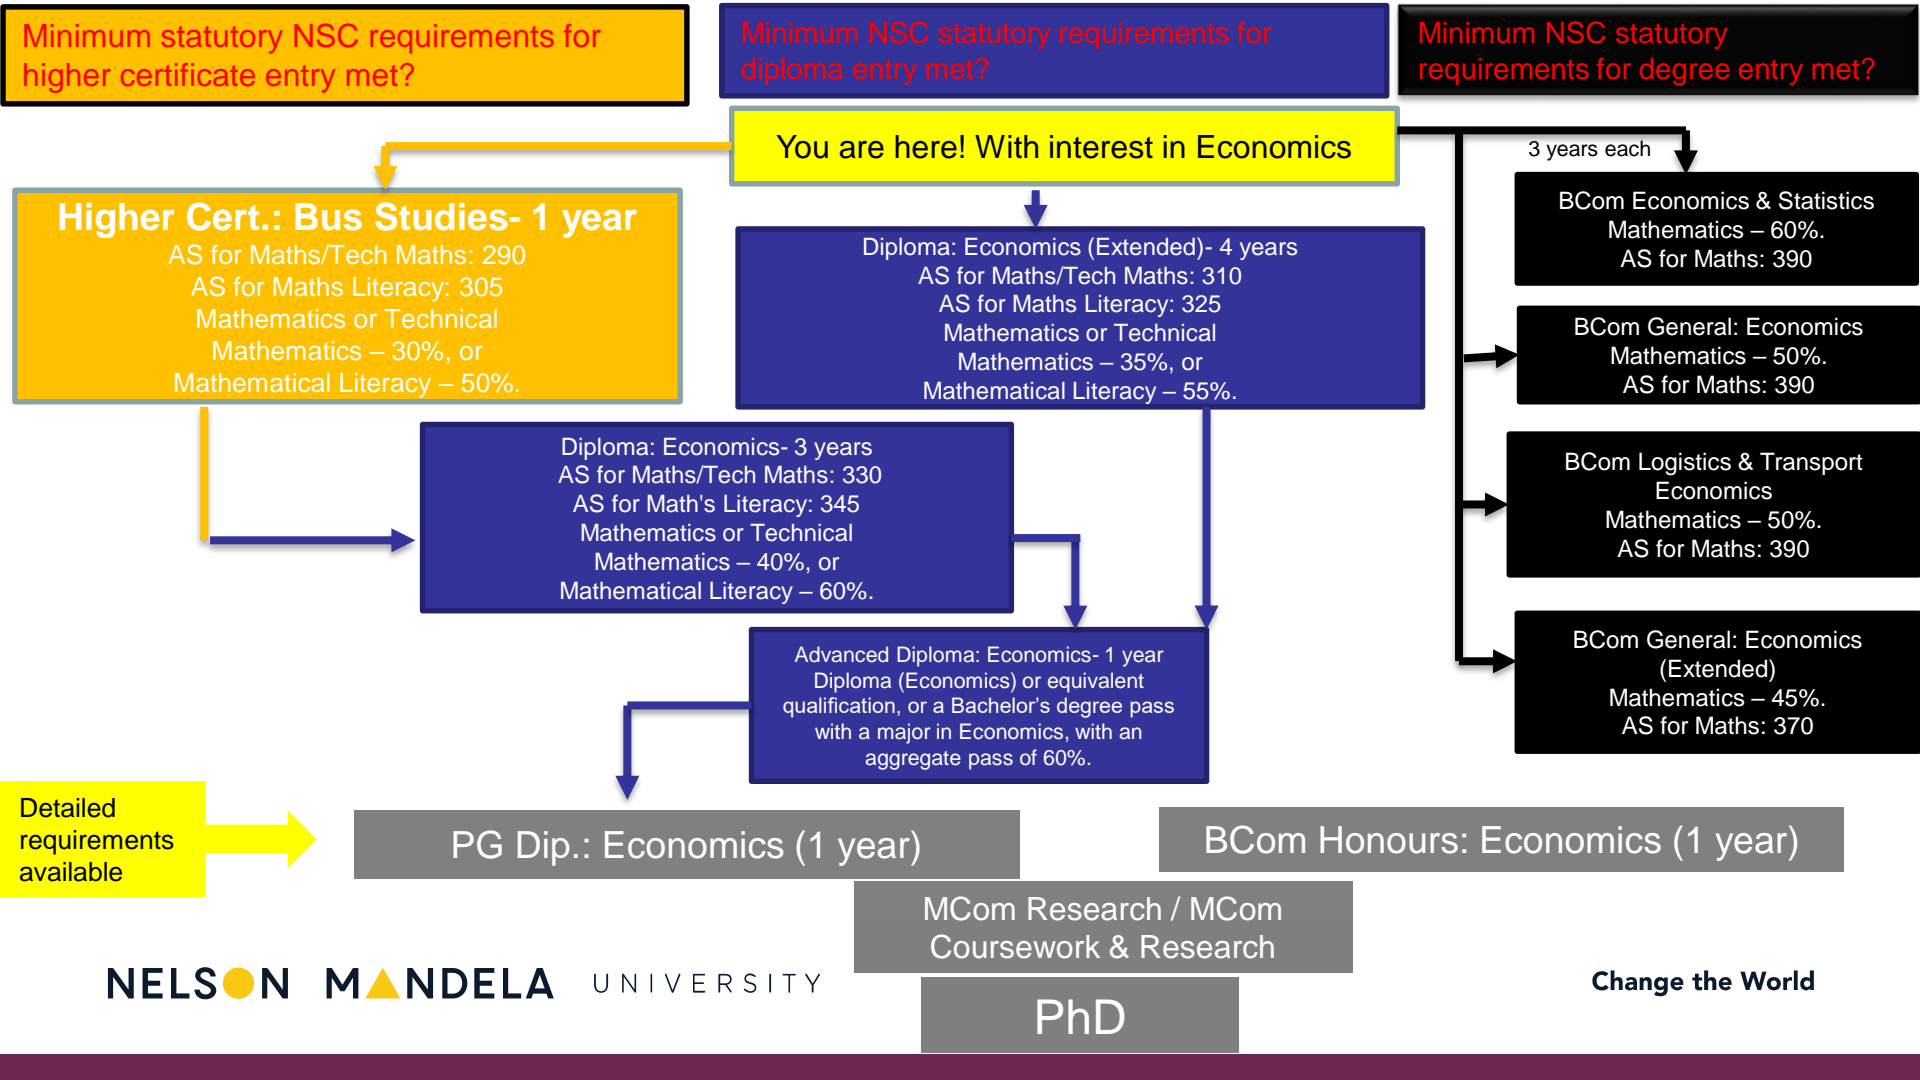 Minimum statutory NSC requirements for
higher certificate entry met?
Minimum NSC statutory requirements for
diploma entry met?
Minimum NSC statutory
requirements for degree entry met?
You are here! With interest in Economics
3 years each
Higher Cert.: Bus Studies- 1 year
AS for Maths/Tech Maths: 290
AS for Maths Literacy: 305
Mathematics or Technical
Mathematics – 30%, or
Mathematical Literacy – 50%.
Diploma: Economics (Extended)- 4 years
AS for Maths/Tech Maths: 310
AS for Maths Literacy: 325
Mathematics or Technical
Mathematics – 35%, or
Mathematical Literacy – 55%.
BCom Economics & Statistics
Mathematics – 60%.
AS for Maths: 390
BCom General: Economics
Mathematics – 50%.
AS for Maths: 390
Diploma: Economics- 3 years
AS for Maths/Tech Maths: 330
AS for Math's Literacy: 345
Mathematics or Technical
Mathematics – 40%, or
Mathematical Literacy – 60%.
BCom Logistics & Transport
Economics
Mathematics – 50%.
AS for Maths: 390
Advanced Diploma: Economics- 1 year
Diploma (Economics) or equivalent
qualification, or a Bachelor’s degree pass
with a major in Economics, with an
aggregate pass of 60%.
BCom General: Economics
(Extended)
Mathematics – 45%.
AS for Maths: 370
Detailed
requirements
available
PG Dip.: Economics (1 year)
BCom Honours: Economics (1 year)
MCom Research / MCom
Coursework & Research
PhD
NELSON MANDELA UNIVERSITY
Change the World